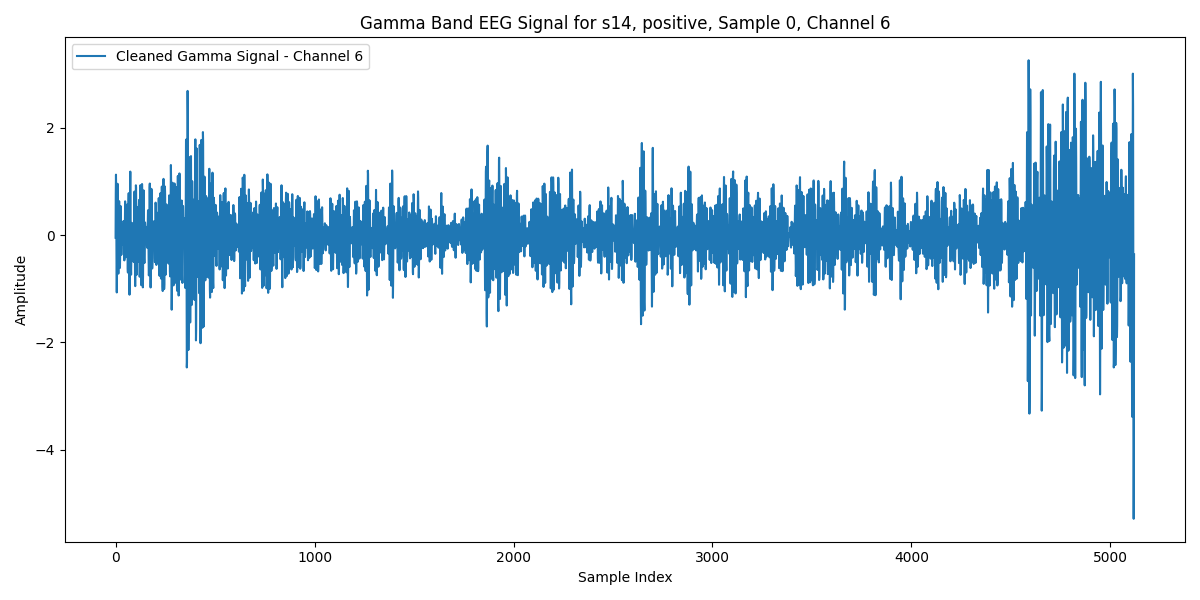 Gamma Band EEG Signal for s14, positive, Sample 0, Channel 6
Cleaned Gamma Signal - Channel 6
Amplitude
2
0
−2
−4
0 1000 2000 3000 4000 5000
Sample Index